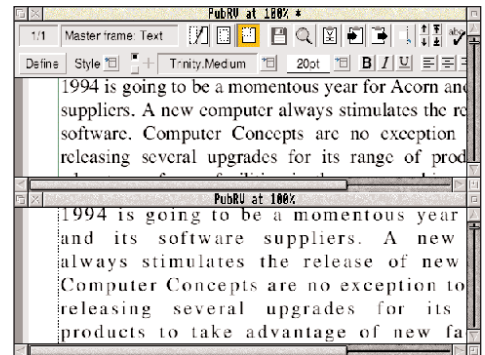 PubRV at 100% *
1/1 Master frame: Text
Define Style Trinity.Medium 20pt B I U
1994 is going to be a momentous year for Acorn and
suppliers. A new computer always stimulates the re
software. Computer Concepts are no exception
releasing several upgrades for its range of prod
PubRV at 100%
1994 is going to be a momentous year
and its software suppliers. A new
always stimulates the release of new
Computer Concepts are no exception to
releasing several upgrades for its
products to take advantage of new fa